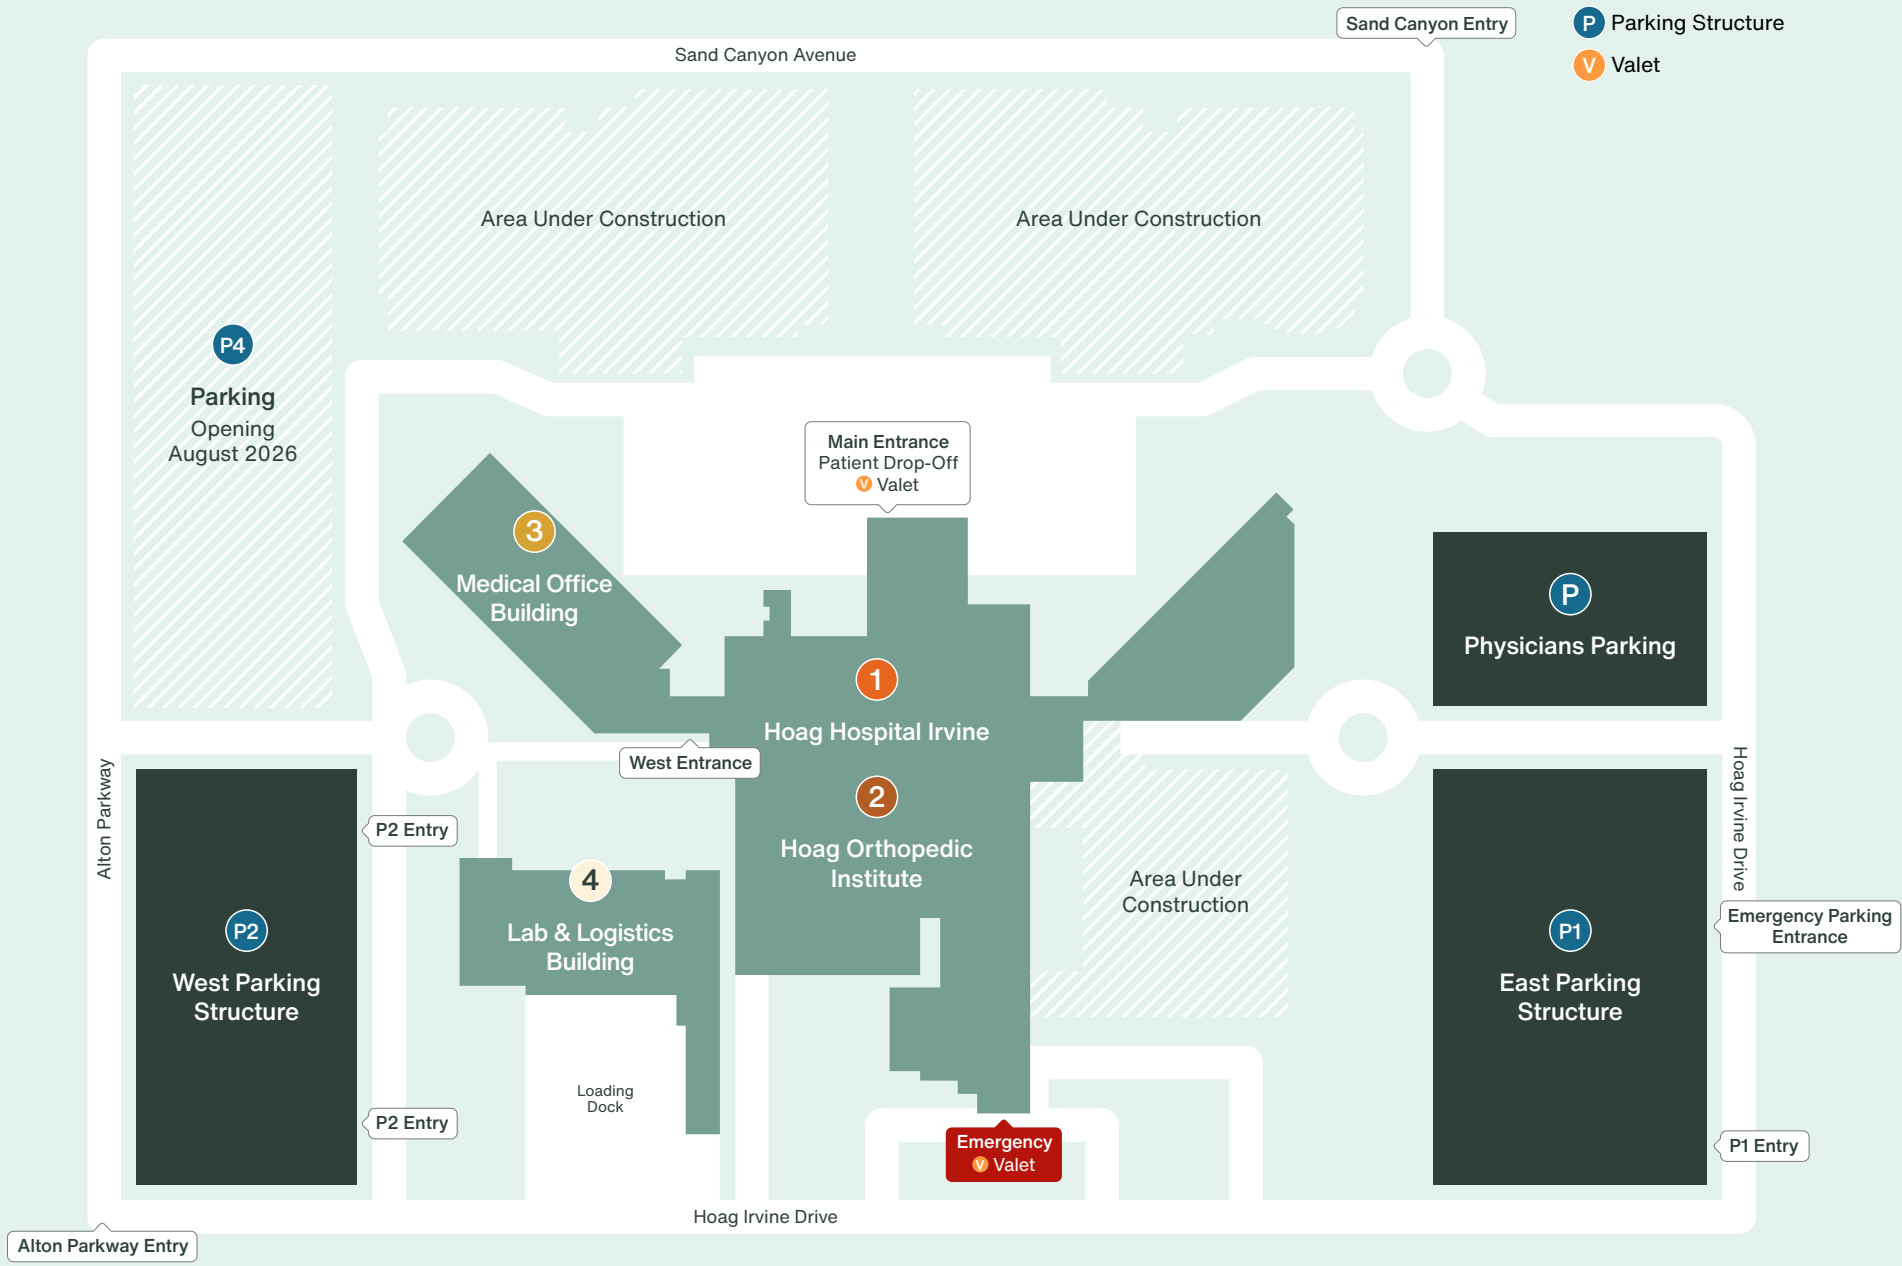 Sand Canyon Entry
P Parking Structure
V Valet
Sand Canyon Avenue
Area Under Construction
Area Under Construction
P4
Parking
Opening
August 2026
Main Entrance
Patient Drop-Off
V Valet
3
Medical Office
Building
P
Physicians Parking
1
Hoag Hospital Irvine
West Entrance
2
Hoag Orthopedic
Institute
Alton Parkway
Hoag Irvine Drive
P2 Entry
4
Lab & Logistics
Building
Area Under
Construction
P2
West Parking
Structure
P1
East Parking
Structure
Emergency Parking
Entrance
Loading
Dock
P2 Entry
Emergency
V Valet
P1 Entry
Hoag Irvine Drive
Alton Parkway Entry